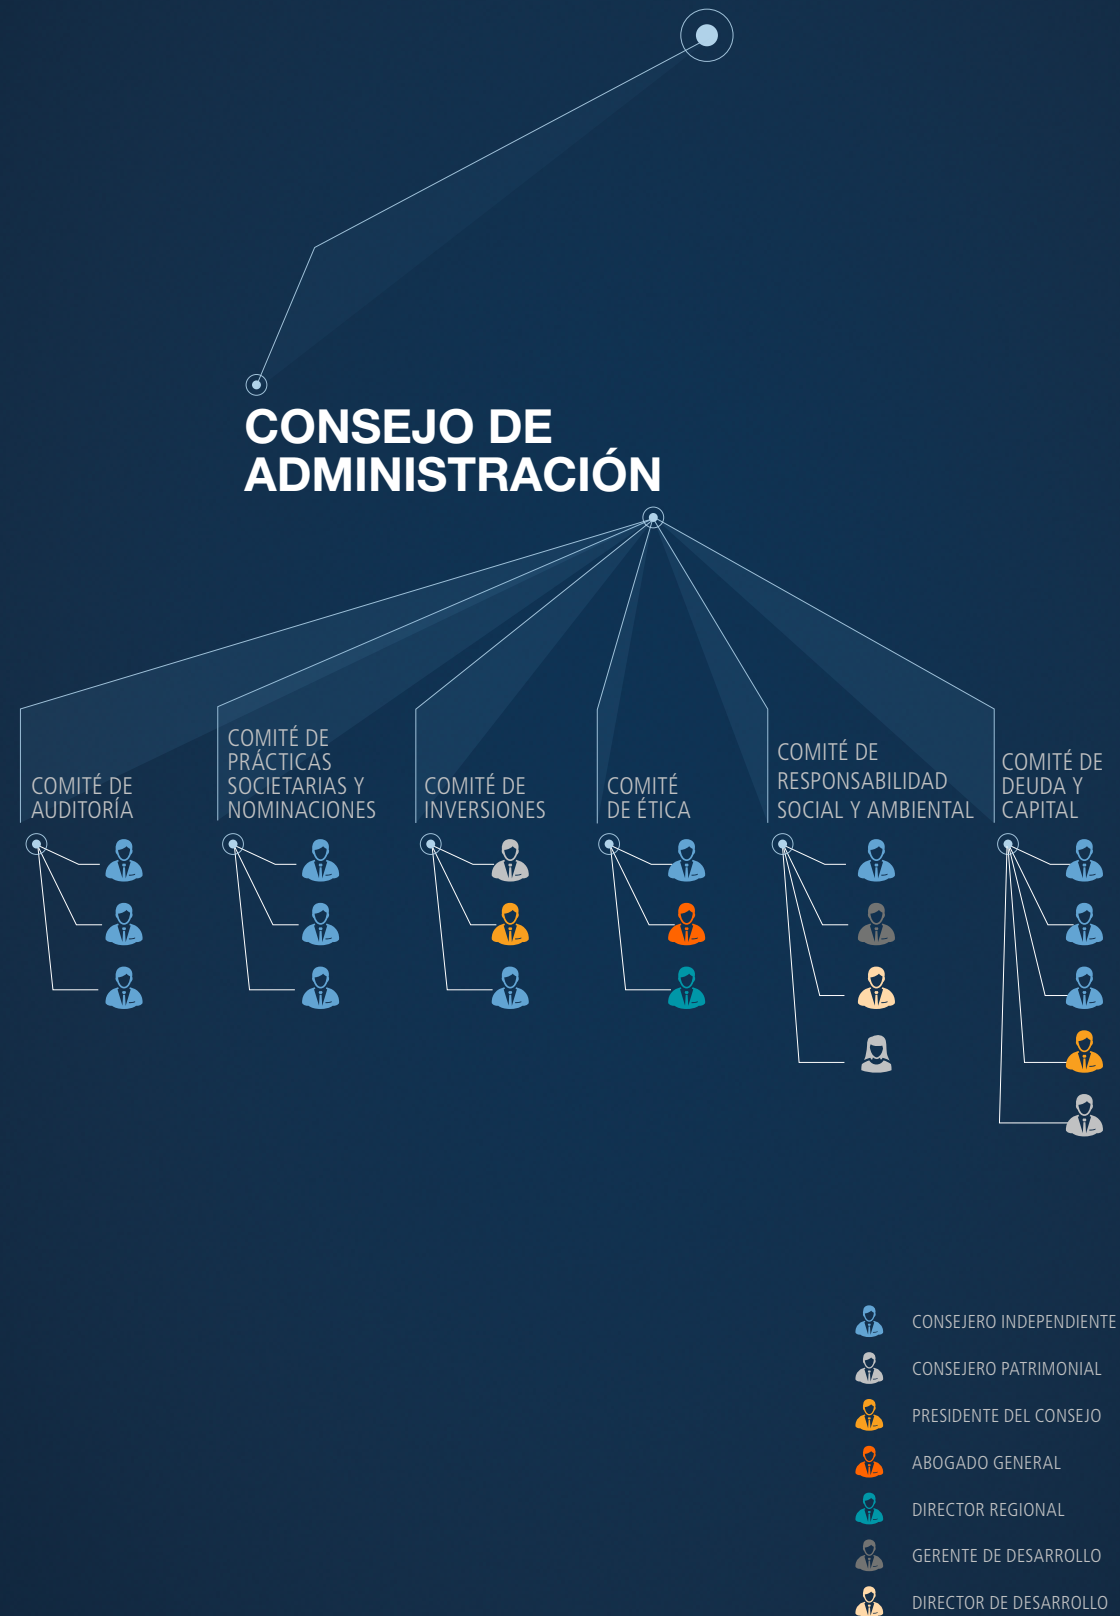 CONSEJO DE
ADMINISTRACIÓN
COMITÉ DE
AUDITORÍA
COMITÉ DE
PRÁCTICAS
SOCIETARIAS Y
NOMINACIONES
COMITÉ DE
INVERSIONES
COMITÉ
DE ÉTICA
COMITÉ DE
RESPONSABILIDAD
SOCIAL Y AMBIENTAL
COMITÉ DE
DEUDA Y
CAPITAL
CONSEJERO INDEPENDIENTE
CONSEJERO PATRIMONIAL
PRESIDENTE DEL CONSEJO
ABOGADO GENERAL
DIRECTOR REGIONAL
GERENTE DE DESARROLLO
DIRECTOR DE DESARROLLO